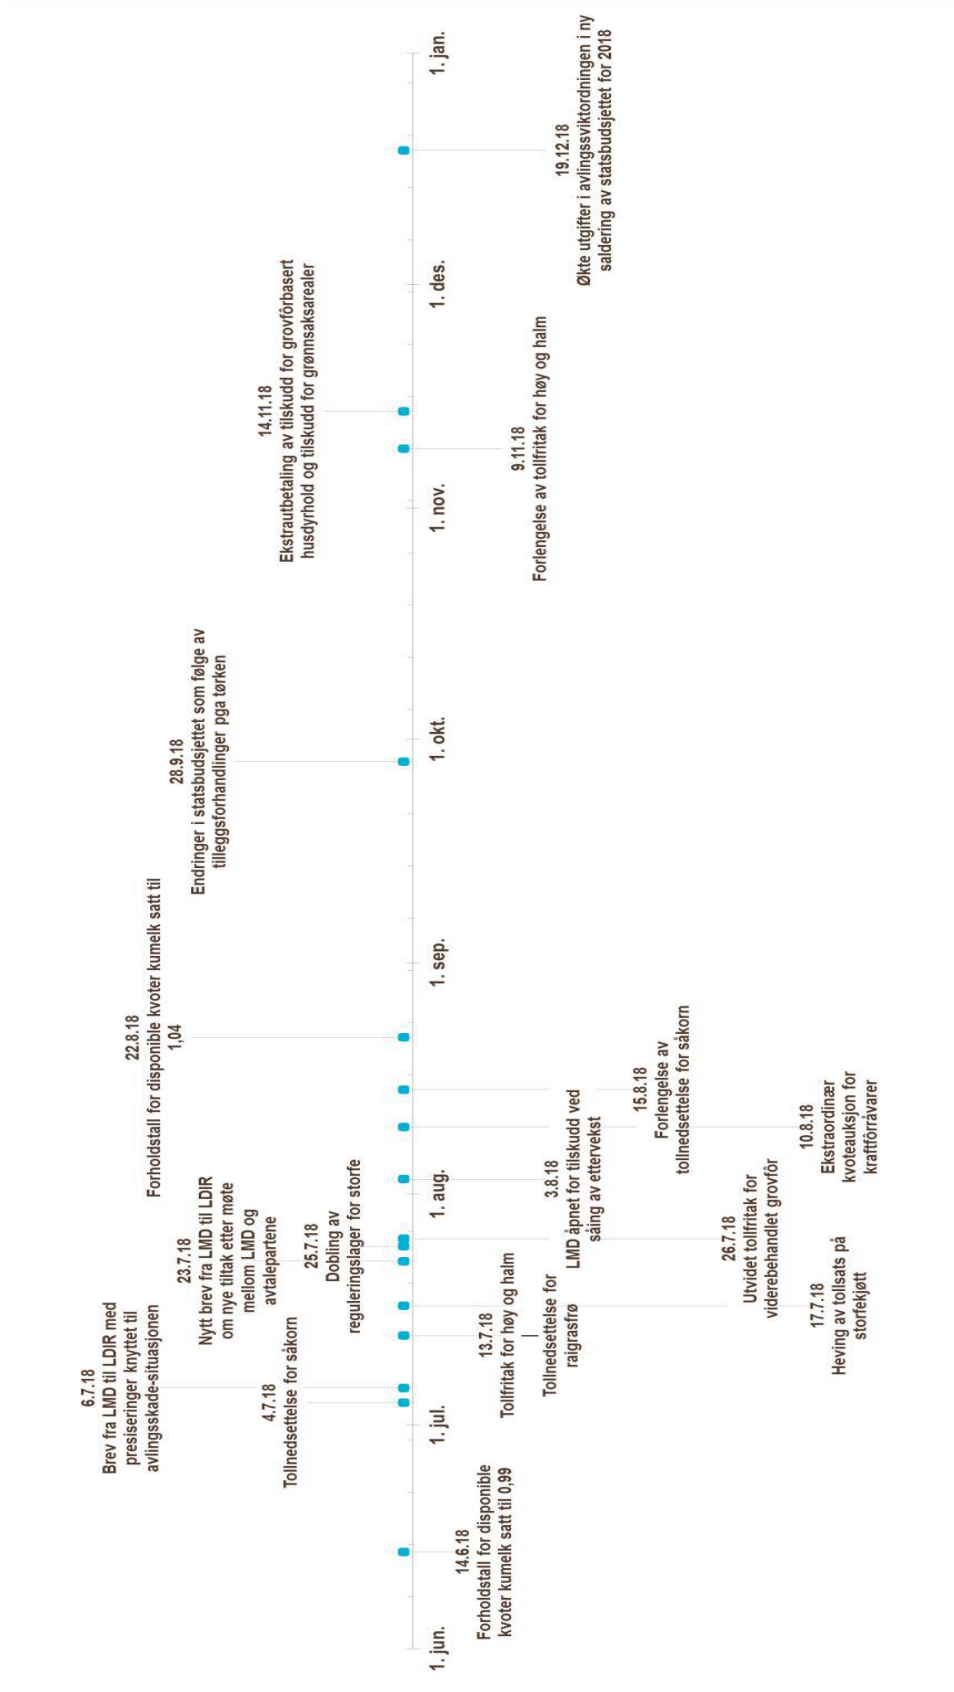 6.7.18
Brev fra LMD til LDIR med
presiseringer knyttet til
avlingsskade-situasjonen
23.7.18
Nytt brev fra LMD til LDIR
om nye tiltak etter møte
mellom LMD og
avtalepartene
4.7.18
Tollnedsettelse for såkorn
25.7.18
Dobling av
reguleringslager for storfe
22.8.18
Forholdstall for disponible kvoter kumelk satt til
1,04
28.9.18
Endringer i statsbudsjettet som følge av
tilleggsforhandlinger pga tørken
14.11.18
Ekstrautbetaling av tilskudd for grovfôrbasert
husdyrhold og tilskudd for grønnsaksarealer
1. jun.
1. jul.
1. aug.
1. sep.
1. okt.
1. nov.
1. des.
1. jan.
14.6.18
Forholdstall for disponible
kvoter kumelk satt til 0,99
13.7.18
Tollfritak for høy og halm
Tollnedsettelse for
raigrasfrø
3.8.18
LMD åpnet for tilskudd ved
såing av ettervekst
15.8.18
Forlengelse av
tollnedsettelse for såkorn
26.7.18
Utvidet tollfritak for
viderebehandlet grovfôr
17.7.18
Heving av tollsats på
storfekjøtt
10.8.18
Ekstraordinær
kvoteauksjon for
kraftfôrråvarer
9.11.18
Forlengelse av tollfritak for høy og halm
19.12.18
Økte utgifter i avlingssviktordningen i ny
saldering av statsbudsjettet for 2018